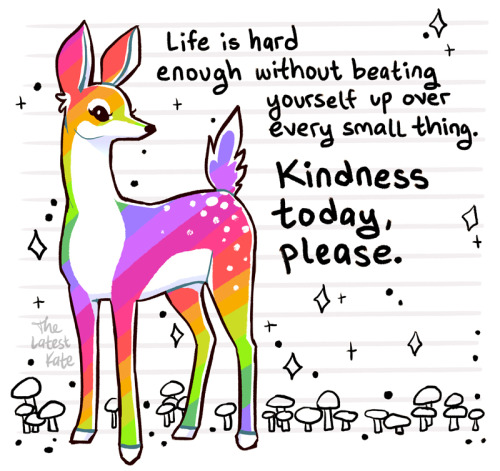 Life is hard
enough without beating
yourself up over
every small thing.
Kindness
today,
please.
The
Latest
Kate